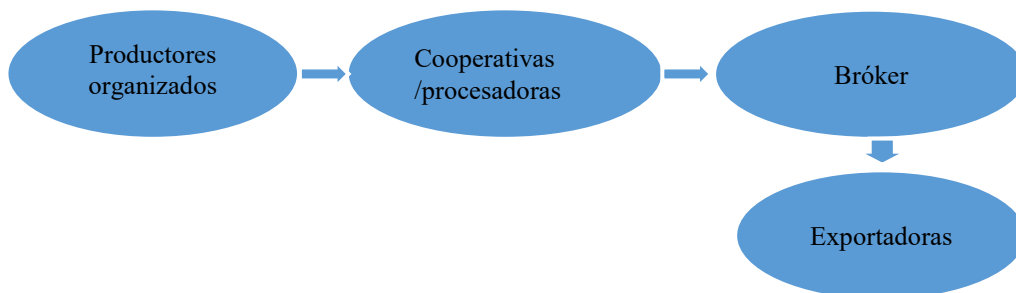 Productores
organizados
Cooperativas
/procesadoras
Bróker
Exportadoras